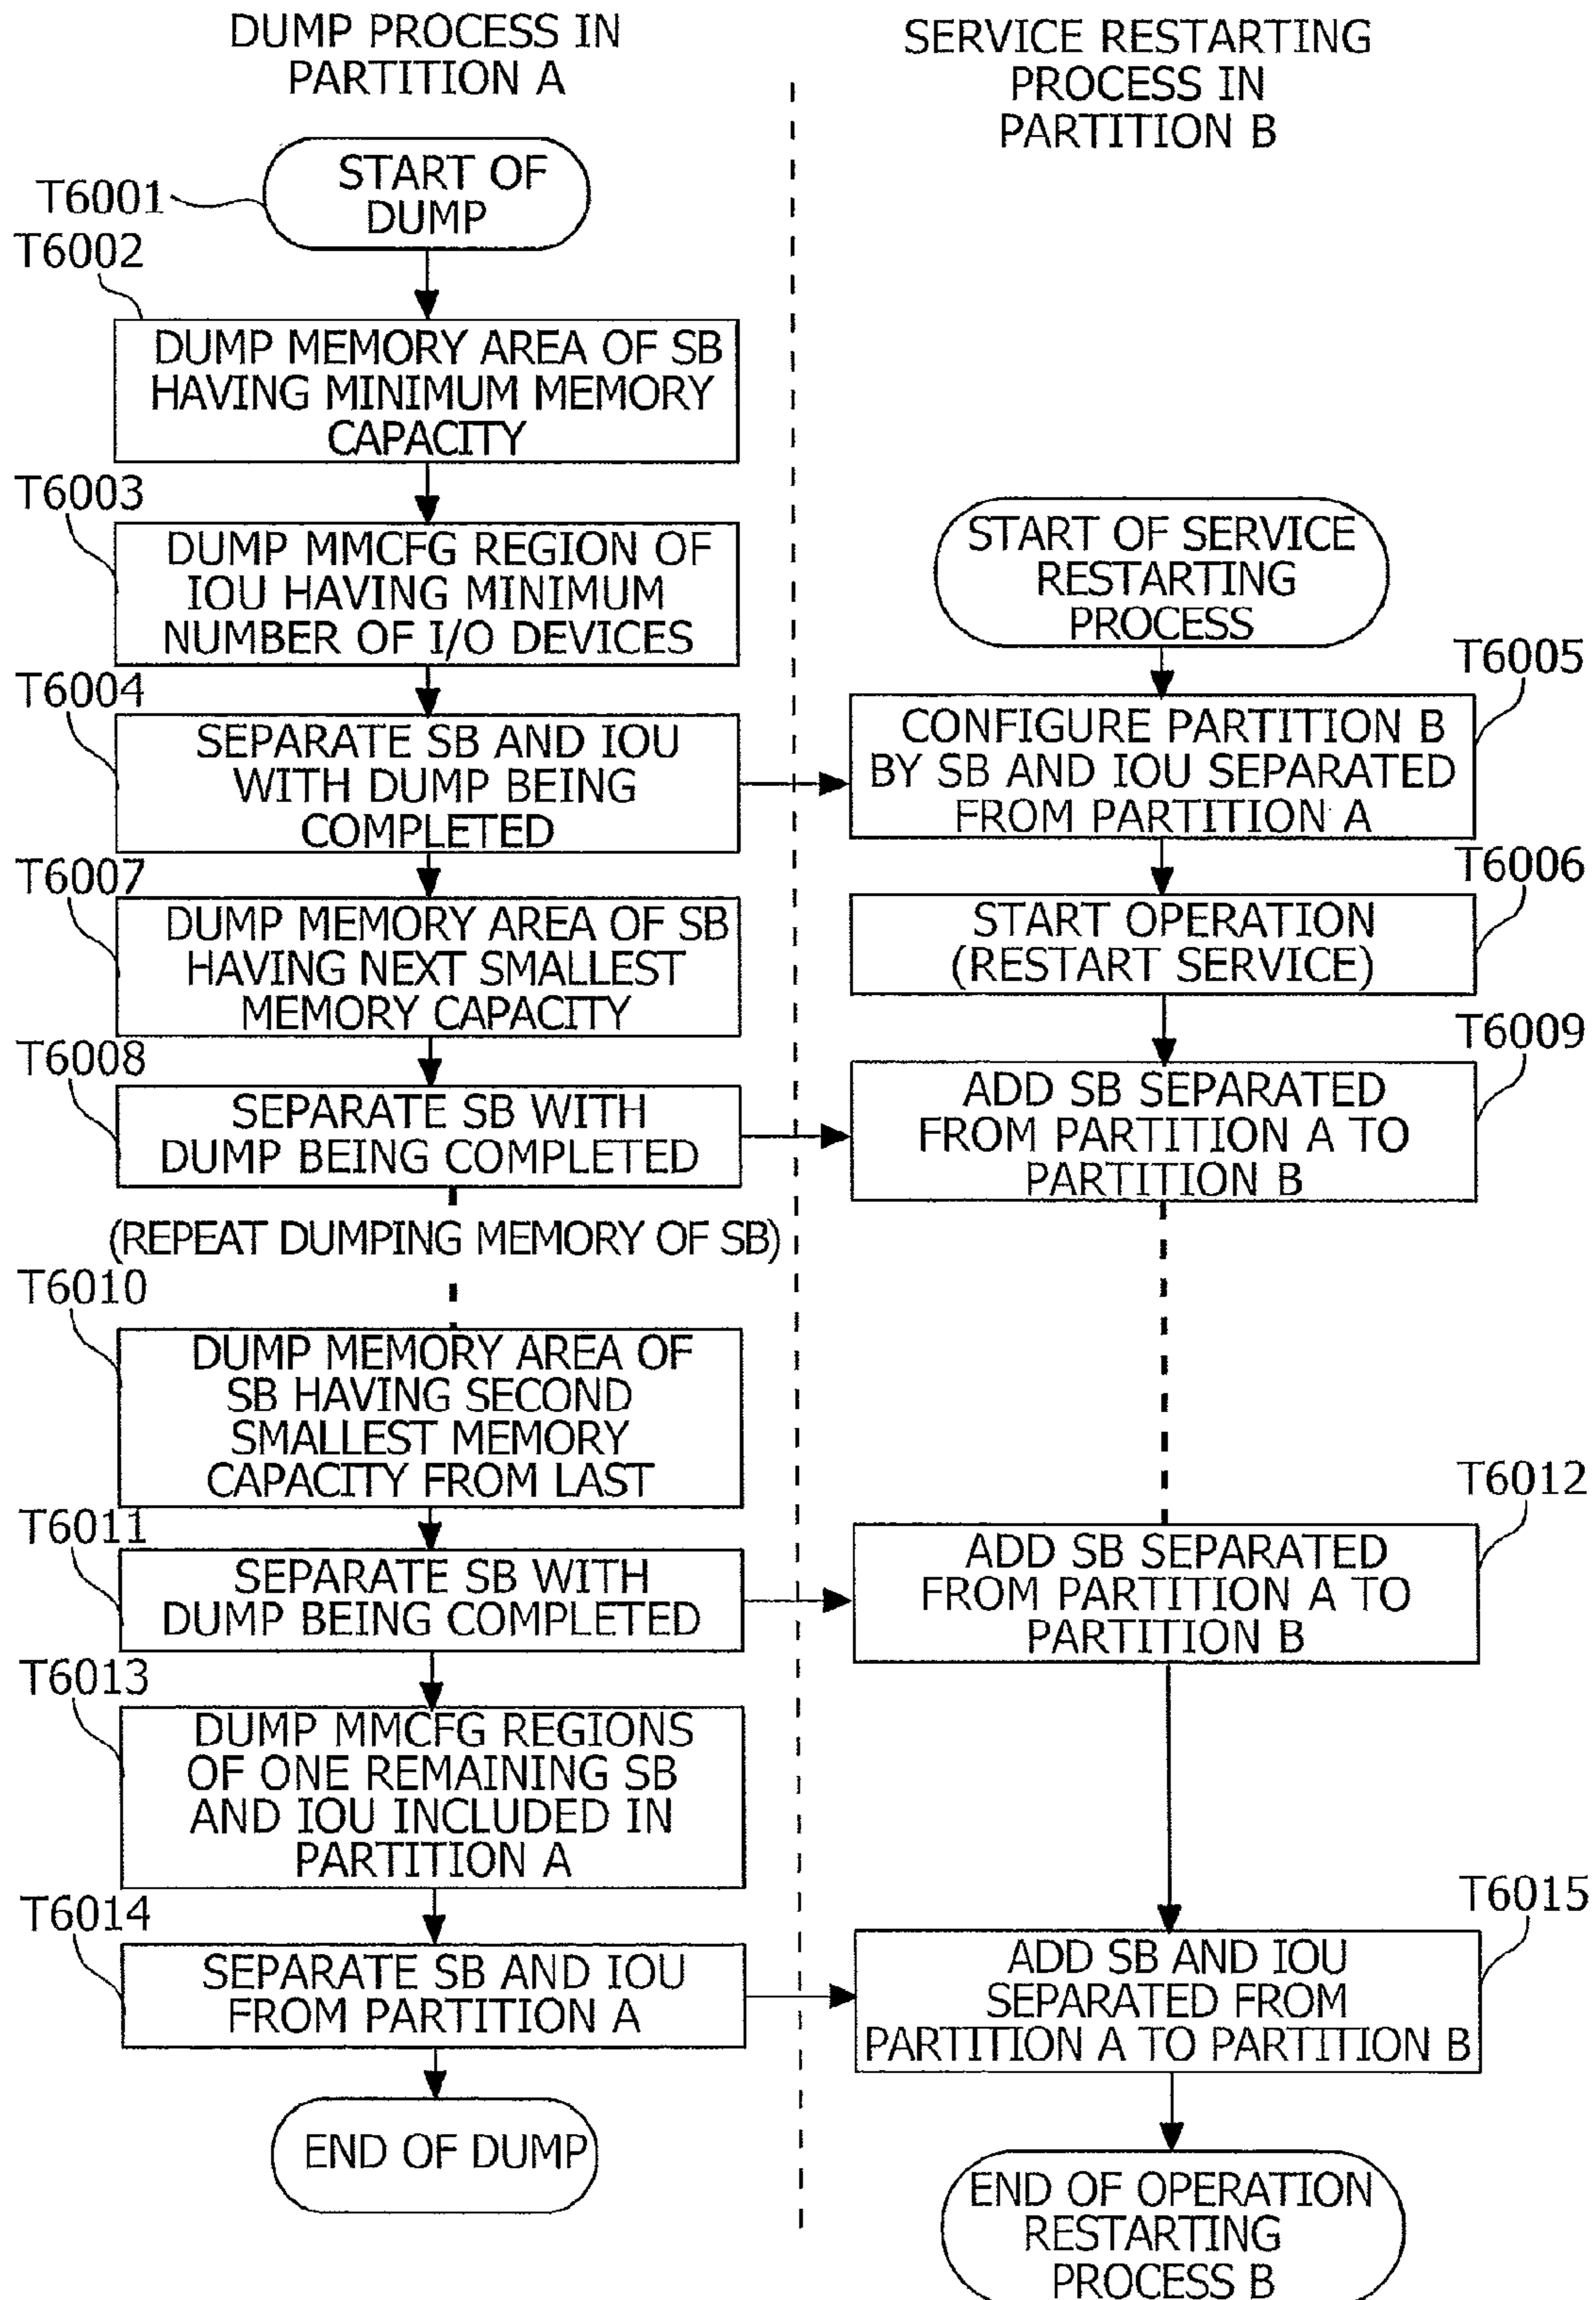 DUMP PROCESS IN
PARTITION A
SERVICE RESTARTING
PROCESS IN
PARTITION B
T6001
START OF
DUMP
T6002
DUMP MEMORY AREA OF SB
HAVING MINIMUM MEMORY
CAPACITY
T6003
DUMP MMCFG REGION OF
IOU HAVING MINIMUM
NUMBER OF I/O DEVICES
START OF SERVICE
RESTARTING
PROCESS
T6004
SEPARATE SB AND IOU
WITH DUMP BEING
COMPLETED
T6005
CONFIGURE PARTITION B
BY SB AND IOU SEPARATED
FROM PARTITION A
T6007
DUMP MEMORY AREA OF SB
HAVING NEXT SMALLEST
MEMORY CAPACITY
T6006
START OPERATION
(RESTART SERVICE)
T6008
SEPARATE SB WITH
DUMP BEING COMPLETED
T6009
ADD SB SEPARATED
FROM PARTITION A TO
PARTITION B
(REPEAT DUMPING MEMORY OF SB)
T6010
DUMP MEMORY AREA OF
SB HAVING SECOND
SMALLEST MEMORY
CAPACITY FROM LAST
T6011
SEPARATE SB WITH
DUMP BEING COMPLETED
T6012
ADD SB SEPARATED
FROM PARTITION A TO
PARTITION B
T6013
DUMP MMCFG REGIONS
OF ONE REMAINING SB
AND IOU INCLUDED IN
PARTITION A
T6014
SEPARATE SB AND IOU
FROM PARTITION A
T6015
ADD SB AND IOU
SEPARATED FROM
PARTITION A TO PARTITION B
END OF DUMP
END OF OPERATION
RESTARTING
PROCESS B